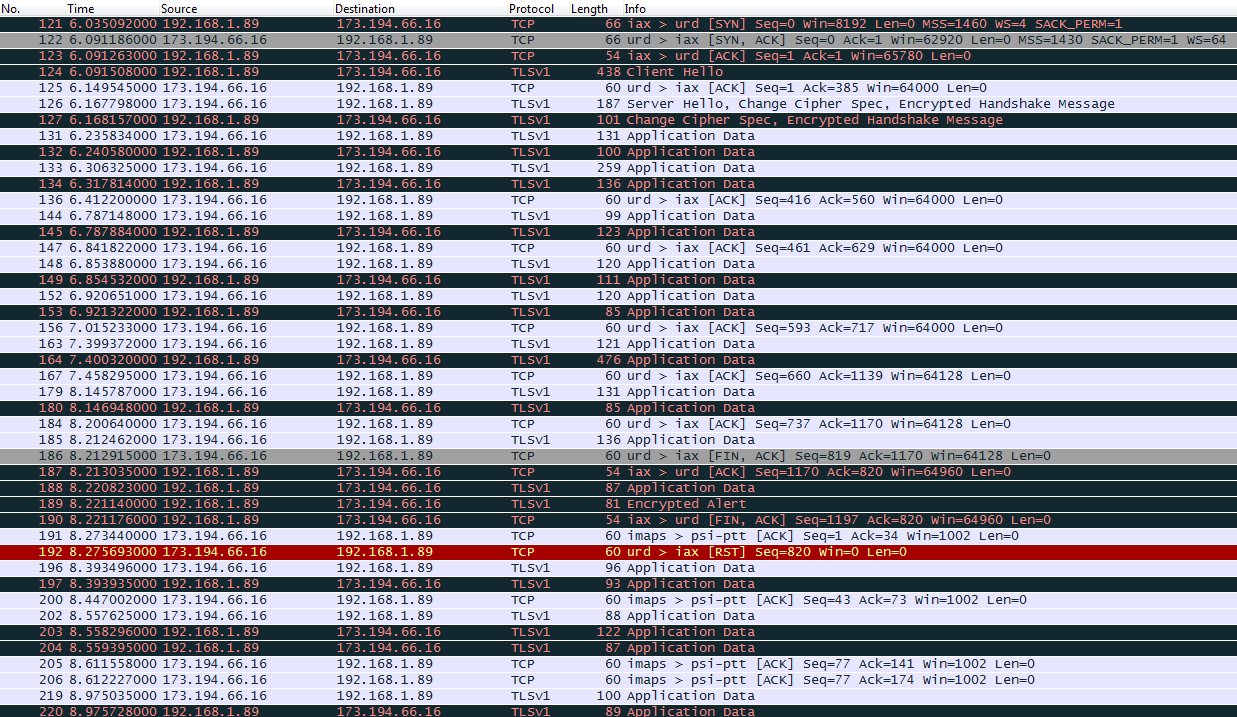 No. Time Source Destination Protocol Length Info
121 6.035092000 192.168.1.89 173.194.66.16 TCP 66 iax > urd [SYN] Seq=0 Win=8192 Len=0 MSS=1460 WS=4 SACK_PERM=1
122 6.091186000 173.194.66.16 192.168.1.89 TCP 66 urd > iax [SYN, ACK] Seq=0 Ack=1 Win=62920 Len=0 MSS=1430 SACK_PERM=1 WS=64
123 6.091263000 192.168.1.89 173.194.66.16 TCP 54 iax > urd [ACK] Seq=1 Ack=1 Win=65780 Len=0
124 6.091508000 192.168.1.89 173.194.66.16 TLSv1 438 Client Hello
125 6.149545000 173.194.66.16 192.168.1.89 TCP 60 urd > iax [ACK] Seq=1 Ack=385 Win=64000 Len=0
126 6.167798000 173.194.66.16 192.168.1.89 TLSv1 187 Server Hello, Change Cipher Spec, Encrypted Handshake Message
127 6.168157000 192.168.1.89 173.194.66.16 TLSv1 101 Change Cipher Spec, Encrypted Handshake Message
131 6.235834000 173.194.66.16 192.168.1.89 TLSv1 131 Application Data
132 6.240580000 192.168.1.89 173.194.66.16 TLSv1 100 Application Data
133 6.306325000 173.194.66.16 192.168.1.89 TLSv1 259 Application Data
134 6.317814000 192.168.1.89 173.194.66.16 TLSv1 136 Application Data
136 6.412200000 173.194.66.16 192.168.1.89 TCP 60 urd > iax [ACK] Seq=416 Ack=560 Win=64000 Len=0
144 6.787148000 173.194.66.16 192.168.1.89 TLSv1 99 Application Data
145 6.787884000 192.168.1.89 173.194.66.16 TLSv1 123 Application Data
147 6.841822000 173.194.66.16 192.168.1.89 TCP 60 urd > iax [ACK] Seq=461 Ack=629 Win=64000 Len=0
148 6.853880000 173.194.66.16 192.168.1.89 TLSv1 120 Application Data
149 6.854532000 192.168.1.89 173.194.66.16 TLSv1 111 Application Data
152 6.920651000 173.194.66.16 192.168.1.89 TLSv1 120 Application Data
153 6.921322000 192.168.1.89 173.194.66.16 TLSv1 85 Application Data
156 7.015233000 173.194.66.16 192.168.1.89 TCP 60 urd > iax [ACK] Seq=593 Ack=717 Win=64000 Len=0
163 7.399372000 173.194.66.16 192.168.1.89 TLSv1 121 Application Data
164 7.400320000 192.168.1.89 173.194.66.16 TLSv1 476 Application Data
167 7.458295000 173.194.66.16 192.168.1.89 TCP 60 urd > iax [ACK] Seq=660 Ack=1139 Win=64128 Len=0
179 8.145787000 173.194.66.16 192.168.1.89 TLSv1 131 Application Data
180 8.146948000 192.168.1.89 173.194.66.16 TLSv1 85 Application Data
184 8.200640000 173.194.66.16 192.168.1.89 TCP 60 urd > iax [ACK] Seq=737 Ack=1170 Win=64128 Len=0
185 8.212462000 173.194.66.16 192.168.1.89 TLSv1 136 Application Data
186 8.212915000 173.194.66.16 192.168.1.89 TCP 60 urd > iax [FIN, ACK] Seq=819 Ack=1170 Win=64128 Len=0
187 8.213035000 192.168.1.89 173.194.66.16 TCP 54 iax > urd [ACK] Seq=1170 Ack=820 Win=64960 Len=0
188 8.220823000 192.168.1.89 173.194.66.16 TLSv1 87 Application Data
189 8.221140000 192.168.1.89 173.194.66.16 TLSv1 81 Encrypted Alert
190 8.221176000 192.168.1.89 173.194.66.16 TCP 54 iax > urd [FIN, ACK] Seq=1197 Ack=820 Win=64960 Len=0
191 8.273440000 173.194.66.16 192.168.1.89 TCP 60 imaps > psi-ptt [ACK] Seq=1 Ack=34 Win=1002 Len=0
192 8.275693000 173.194.66.16 192.168.1.89 TCP 60 urd > iax [RST] Seq=820 Win=0 Len=0
196 8.393496000 173.194.66.16 192.168.1.89 TLSv1 96 Application Data
197 8.393935000 192.168.1.89 173.194.66.16 TLSv1 93 Application Data
200 8.447002000 173.194.66.16 192.168.1.89 TCP 60 imaps > psi-ptt [ACK] Seq=43 Ack=73 Win=1002 Len=0
202 8.557625000 173.194.66.16 192.168.1.89 TLSv1 88 Application Data
203 8.558296000 192.168.1.89 173.194.66.16 TLSv1 122 Application Data
204 8.559395000 192.168.1.89 173.194.66.16 TLSv1 87 Application Data
205 8.611558000 173.194.66.16 192.168.1.89 TCP 60 imaps > psi-ptt [ACK] Seq=77 Ack=141 Win=1002 Len=0
206 8.612227000 173.194.66.16 192.168.1.89 TCP 60 imaps > psi-ptt [ACK] Seq=77 Ack=174 Win=1002 Len=0
219 8.975035000 173.194.66.16 192.168.1.89 TLSv1 100 Application Data
220 8.975728000 192.168.1.89 173.194.66.16 TLSv1 89 Application Data